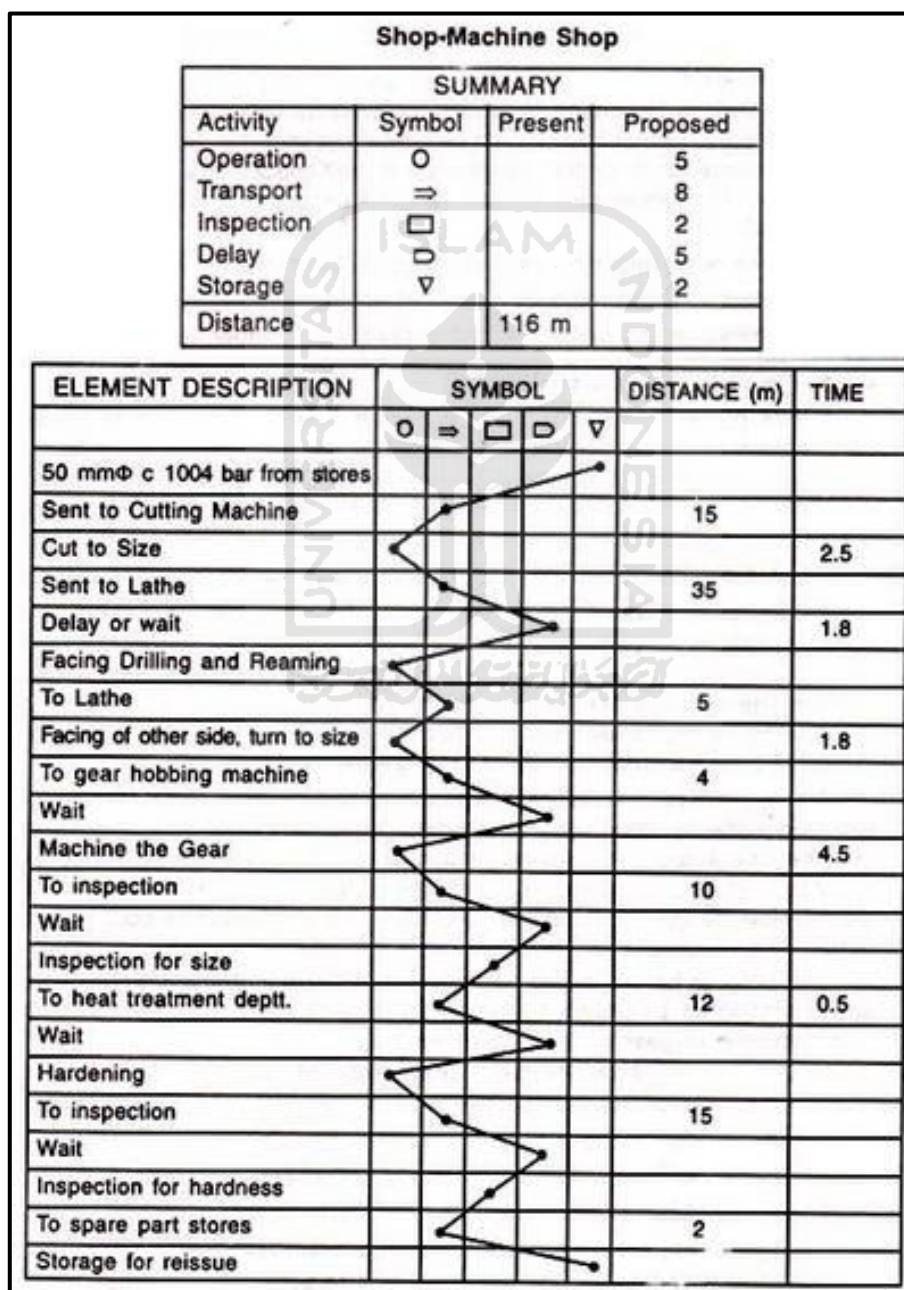 Shop-Machine Shop
SUMMARY
Activity Symbol Present Proposed
Operation 5
Transport ⇒ 8
Inspection 2
Delay 5
Storage 2
Distance 116 m
ELEMENT DESCRIPTION SYMBOL DISTANCE (m) TIME
50 mmΦ c 1004 bar from stores
Sent to Cutting Machine 15
Cut to Size 2.5
Sent to Lathe 35
Delay or wait 1.8
Facing Drilling and Reaming
To Lathe 5
Facing of other side, turn to size 1.8
To gear hobbing machine 4
Wait
Machine the Gear 4.5
To inspection 10
Wait
Inspection for size
To heat treatment deptt. 12 0.5
Wait
Hardening
To inspection 15
Wait
Inspection for hardness
To spare part stores 2
Storage for reissue
UNIVERSITAS ISLAM INDONESIA